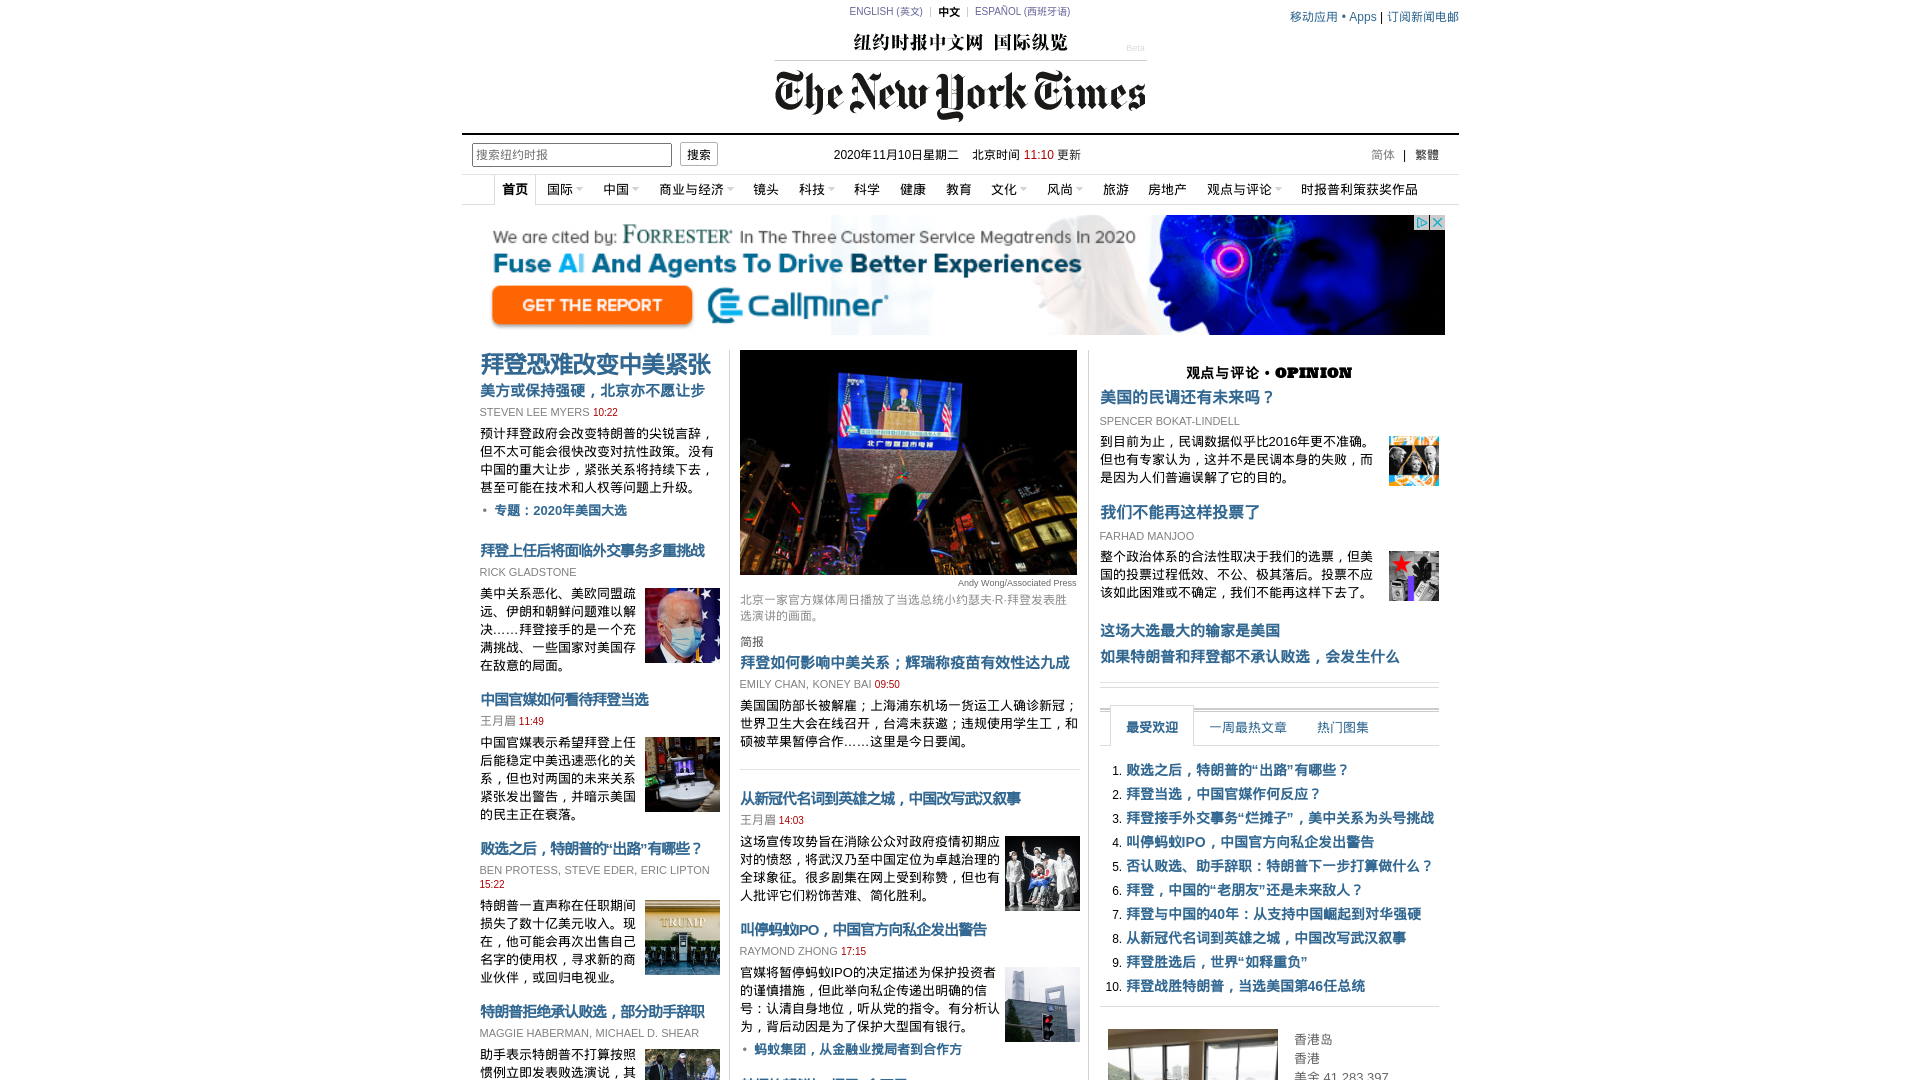 ENGLISH (英文) | 中文 | ESPAÑOL (西班牙语)
移动应用 • Apps | 订阅新闻电邮
纽约时报中文网 国际纵览
Beta
The New York Times
搜索纽约时报 搜索
2020年11月10日星期二 北京时间 11:10 更新
简体 | 繁體
首页 国际 中国 商业与经济 镜头 科技 科学 健康 教育 文化 风尚 旅游 房地产 观点与评论 时报普利策获奖作品
We are cited by: FORRESTER In The Three Customer Service Megatrends In 2020
Fuse AI And Agents To Drive Better Experiences
GET THE REPORT CALLMINER
拜登恐难改变中美紧张
美方或保持强硬，北京亦不愿让步
STEVEN LEE MYERS 10:22
预计拜登政府会改变特朗普的尖锐言辞，
但不太可能会很快改变对抗性政策。没有
中国的重大让步，紧张关系将持续下去，
甚至可能在技术和人权等问题上升级。
• 专题：2020年美国大选
拜登上任后将面临外交事务多重挑战
RICK GLADSTONE
美中关系恶化、美欧同盟疏
远、伊朗和朝鲜问题难以解
决……拜登接手的是一个充
满挑战、一些国家对美国存
在敌意的局面。
中国官媒如何看待拜登当选
王月眉 11:49
中国官媒表示希望拜登上任
后能稳定中美迅速恶化的关
系，但也对两国的未来关系
紧张发出警告，并暗示美国
的民主正在衰落。
败选之后，特朗普的“出路”有哪些？
BEN PROTESS, STEVE EDER, ERIC LIPTON
15:22
特朗普一直声称在任职期间
损失了数十亿美元收入。现
在，他可能会再次出售自己
名字的使用权，寻求新的商
业伙伴，或回归电视业。
TRUMP
特朗普拒绝承认败选，部分助手辞职
MAGGIE HABERMAN, MICHAEL D. SHEAR
助手表示特朗普不打算按照
惯例立即发表败选演说，其
Andy Wong/Associated Press
北京一家官方媒体周日播放了当选总统小约瑟夫·R·拜登发表胜
选演讲的画面。
简报
拜登如何影响中美关系；辉瑞称疫苗有效性达九成
EMILY CHAN, KONEY BAI 09:50
美国国防部长被解雇；上海浦东机场一货运工人确诊新冠；
世界卫生大会在线召开，台湾未获邀；违规使用学生工，和
硕被苹果暂停合作……这里是今日要闻。
从新冠代名词到英雄之城，中国改写武汉叙事
王月眉 14:03
这场宣传攻势旨在消除公众对政府疫情初期应
对的愤怒，将武汉乃至中国定位为卓越治理的
全球象征。很多剧集在网上受到称赞，但也有
人批评它们粉饰苦难、简化胜利。
叫停蚂蚁IPO，中国官方向私企发出警告
RAYMOND ZHONG 17:15
官媒将暂停蚂蚁IPO的决定描述为保护投资者
的谨慎措施，但此举向私企传递出明确的信
号：认清自身地位，听从党的指令。有分析认
为，背后动因是为了保护大型国有银行。
• 蚂蚁集团，从金融业搅局者到合作方
观点与评论 • OPINION
美国的民调还有未来吗？
SPENCER BOKAT-LINDELL
到目前为止，民调数据似乎比2016年更不准确。
但也有专家认为，这并不是民调本身的失败，而
是因为人们普遍误解了它的目的。
我们不能再这样投票了
FARHAD MANJOO
整个政治体系的合法性取决于我们的选票，但美
国的投票过程低效、不公、极其落后。投票不应
该如此困难或不确定，我们不能再这样下去了。
这场大选最大的输家是美国
如果特朗普和拜登都不承认败选，会发生什么
最受欢迎 一周最热文章 热门图集
1. 败选之后，特朗普的“出路”有哪些？
2. 拜登当选，中国官媒作何反应？
3. 拜登接手外交事务“烂摊子”，美中关系为头号挑战
4. 叫停蚂蚁IPO，中国官方向私企发出警告
5. 否认败选、助手辞职：特朗普下一步打算做什么？
6. 拜登，中国的“老朋友”还是未来敌人？
7. 拜登与中国的40年：从支持中国崛起到对华强硬
8. 从新冠代名词到英雄之城，中国改写武汉叙事
9. 拜登胜选后，世界“如释重负”
10. 拜登战胜特朗普，当选美国第46任总统
香港岛
香港
美金 41,283,397